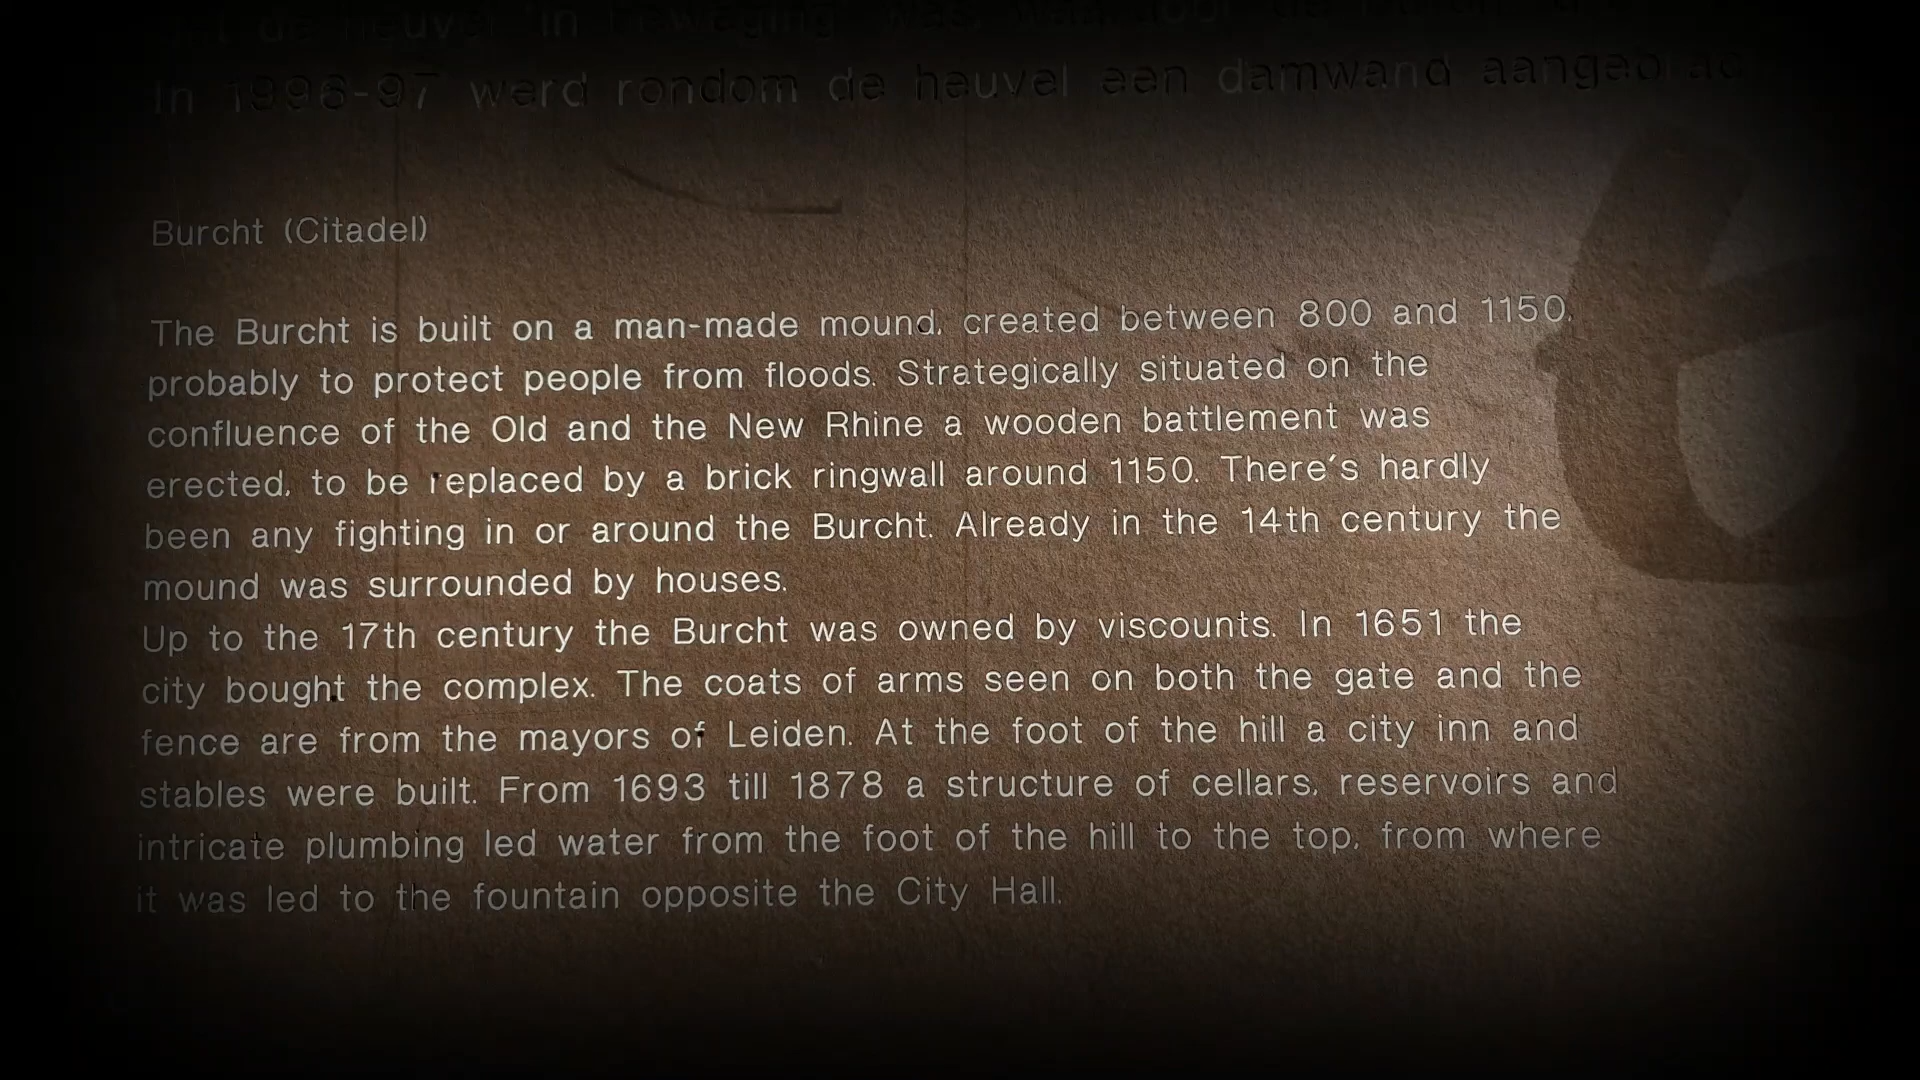 dat de heuvel in beweging was
In 1996-97 werd rondom de heuvel een damwand aangebracht
Burcht (Citadel)
The Burcht is built on a man-made mound, created between 800 and 1150,
probably to protect people from floods. Strategically situated on the
confluence of the Old and the New Rhine a wooden battlement was
erected, to be replaced by a brick ringwall around 1150. There's hardly
been any fighting in or around the Burcht. Already in the 14th century the
mound was surrounded by houses.
Up to the 17th century the Burcht was owned by viscounts. In 1651 the
city bought the complex. The coats of arms seen on both the gate and the
fence are from the mayors of Leiden. At the foot of the hill a city inn and
stables were built. From 1693 till 1878 a structure of cellars, reservoirs and
intricate plumbing led water from the foot of the hill to the top, from where
it was led to the fountain opposite the City Hall.